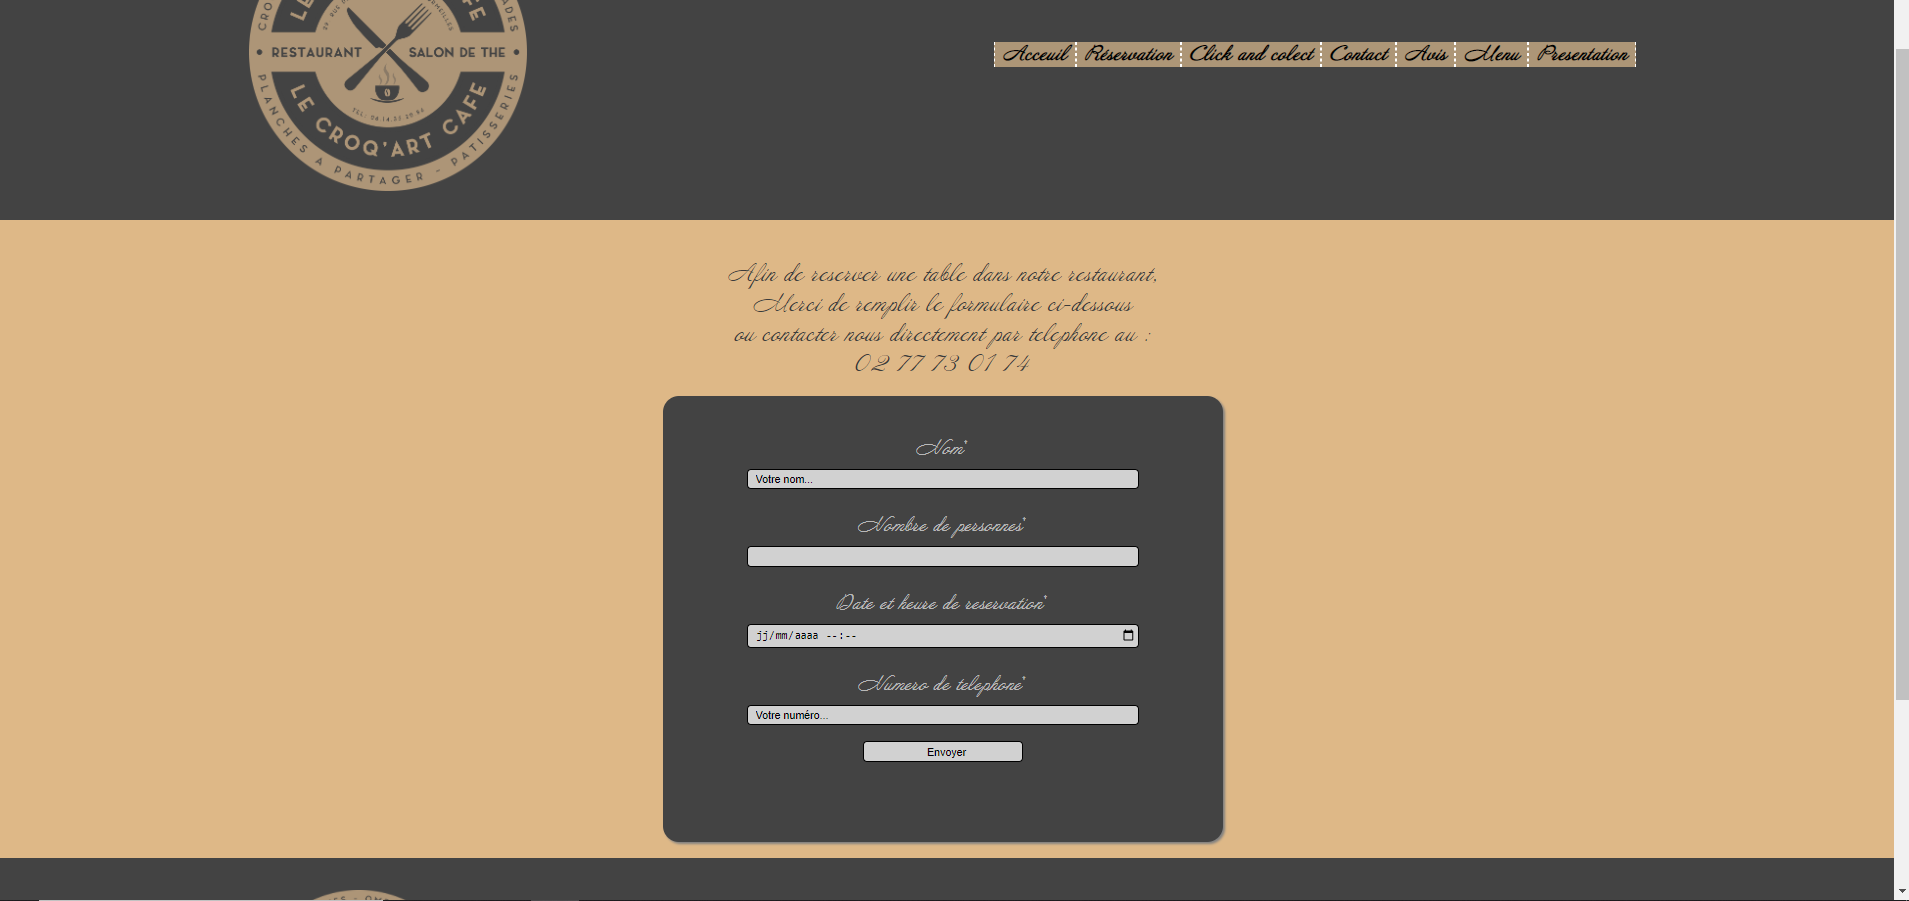 RESTAURANT
SALON DE THE
LE CROQ'ART CAFE
PLANCHES A PARTAGER - PATISSERIES
Acceuil Réservation Click and colect Contact Avis Menu Presentation
Afin de reserver une table dans notre restaurant,
Merci de remplir le formulaire ci-dessous
ou contacter nous directement par telephone au :
02 77 73 01 74
Nom*
Votre nom...
Nombre de personnes*
Date et heure de reservation*
jj/mm/aaaa --:--
Numero de telephone*
Votre numéro...
Envoyer